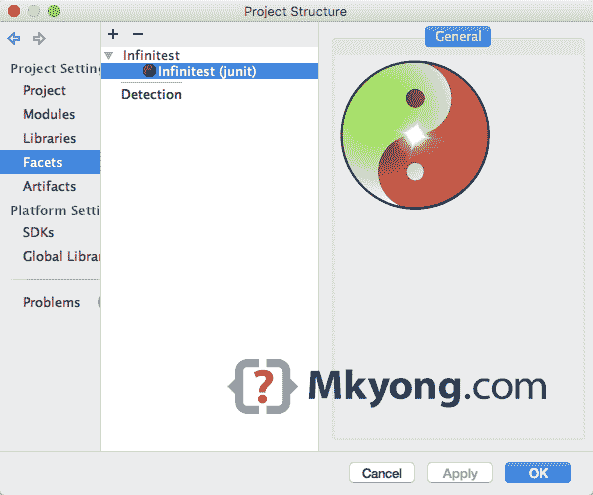 Project Structure
General
Infinitest
Infinitest (junit)
Detection
Project Settin
Project
Modules
Libraries
Facets
Artifacts
Platform Setti
SDKs
Global Librar
Problems
{?} Mkyong.com
Cancel
Apply
OK